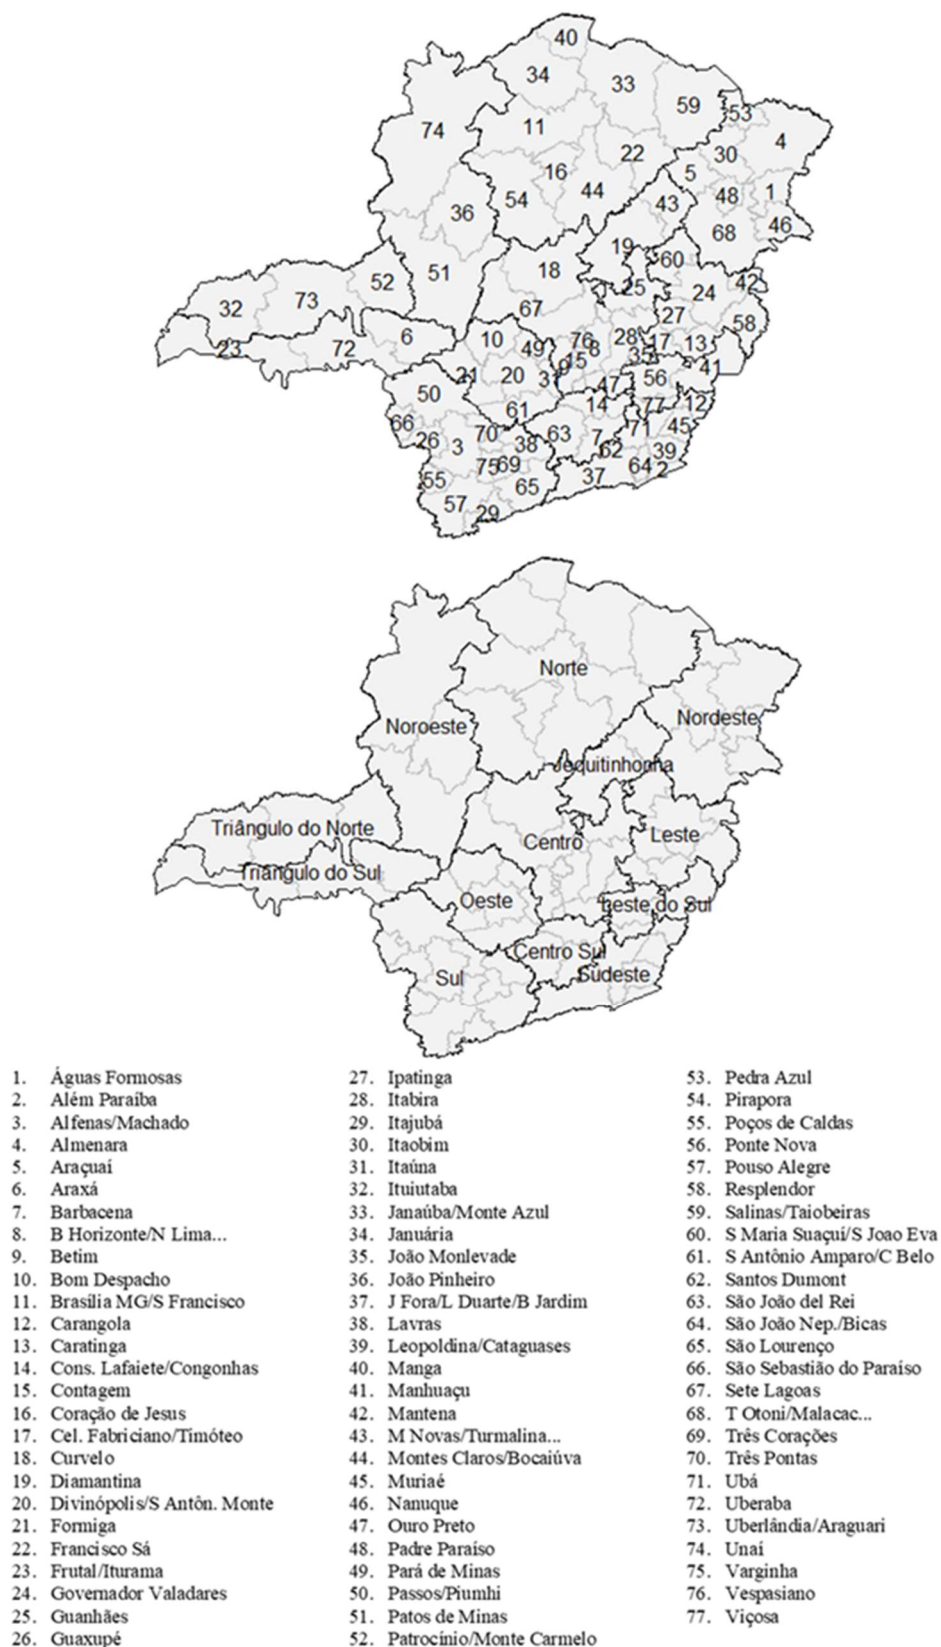 40
34
33
59
53
74
11
4
22
30
16
5
44
43
48
1
54
36
46
68
19
60
18
51
52
25
24
42
32
73
67
27
58
6
10
76
28
17
13
23
72
49
8
35
15
9
41
21
20
31
47
56
50
14
77
12
61
66
63
7
71
45
26
3
70
38
62
39
75
69
64
2
55
65
37
57
29
Norte
Nordeste
Noroeste
Jequitinhonha
Triângulo do Norte
Leste
Centro
Triângulo do Sul
Oeste
Leste do Sul
Centro Sul
Sul
Sudeste
1. Águas Formosas
2. Além Paraíba
3. Alfenas/Machado
4. Almenara
5. Araçuaí
6. Araxá
7. Barbacena
8. B Horizonte/N Lima...
9. Betim
10. Bom Despacho
11. Brasília MG/S Francisco
12. Carangola
13. Caratinga
14. Cons. Lafaiete/Congonhas
15. Contagem
16. Coração de Jesus
17. Cel. Fabriciano/Timóteo
18. Curvelo
19. Diamantina
20. Divinópolis/S Antôn. Monte
21. Formiga
22. Francisco Sá
23. Frutal/Iturama
24. Governador Valadares
25. Guanhães
26. Guaxupé
27. Ipatinga
28. Itabira
29. Itajubá
30. Itaobim
31. Itaúna
32. Ituiutaba
33. Janaúba/Monte Azul
34. Januária
35. João Monlevade
36. João Pinheiro
37. J Fora/L Duarte/B Jardim
38. Lavras
39. Leopoldina/Cataguases
40. Manga
41. Manhuaçu
42. Mantena
43. M Novas/Turmalina...
44. Montes Claros/Bocaiúva
45. Muriaé
46. Nanuque
47. Ouro Preto
48. Padre Paraíso
49. Pará de Minas
50. Passos/Piumhi
51. Patos de Minas
52. Patrocínio/Monte Carmelo
53. Pedra Azul
54. Pirapora
55. Poços de Caldas
56. Ponte Nova
57. Pouso Alegre
58. Resplendor
59. Salinas/Taiobeiras
60. S Maria Suaçuí/S Joao Eva
61. S Antônio Amparo/C Belo
62. Santos Dumont
63. São João del Rei
64. São João Nep./Bicas
65. São Lourenço
66. São Sebastião do Paraíso
67. Sete Lagoas
68. T Otoni/Malacac...
69. Três Corações
70. Três Pontas
71. Ubá
72. Uberaba
73. Uberlândia/Araguari
74. Unaí
75. Varginha
76. Vespasiano
77. Viçosa